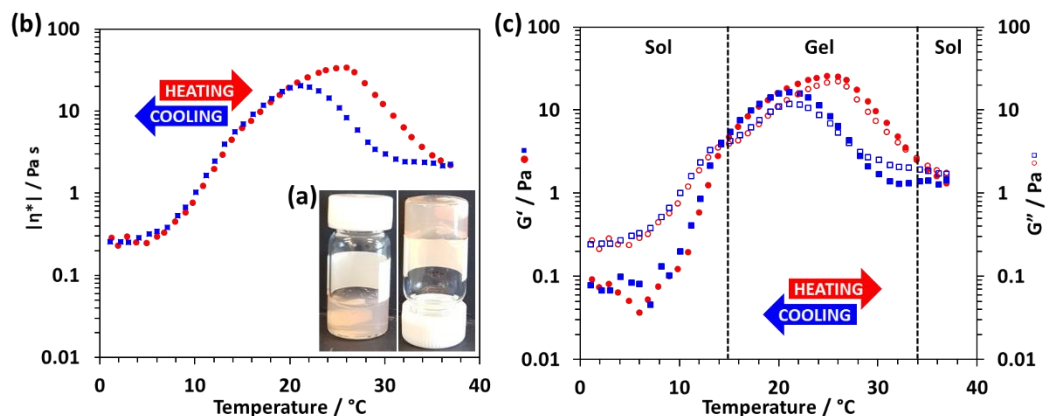 (b)
100
10
1
0.1
0.01
|η*| / Pa s
HEATING
COOLING
(a)
0
10
20
30
40
Temperature / °C
(c)
100
10
1
0.1
0.01
G′ / Pa
Sol
Gel
Sol
HEATING
COOLING
0
10
20
30
40
Temperature / °C
100
10
1
0.1
0.01
G″ / Pa